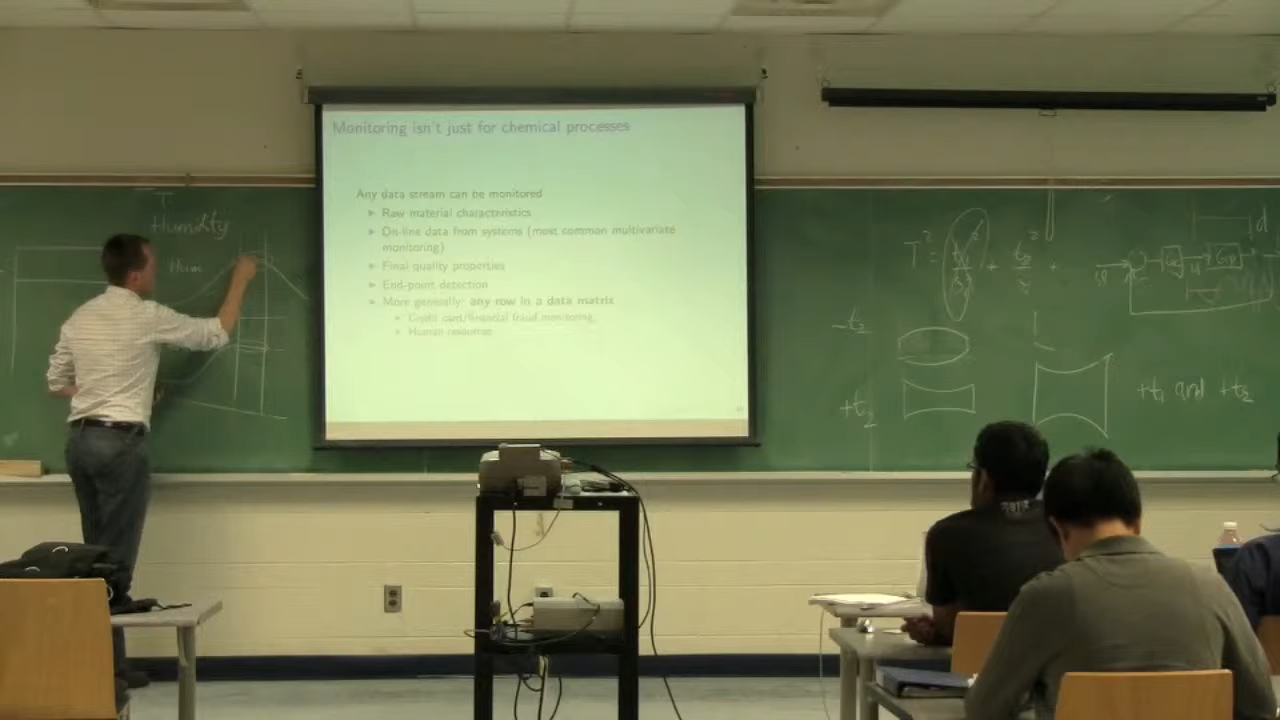 Monitoring isn't just for chemical processes
Any data stream can be monitored
Raw material characteristics
On-line data from systems (most common multivariate
monitoring)
Final quality properties
End-point detection
More generally: any row in a data matrix
Credit card/financial fraud monitoring,
Human resources
T
Humidity
Hum
T² =
+
+
d
-t₂
+t₂
+t₁ and +t₂